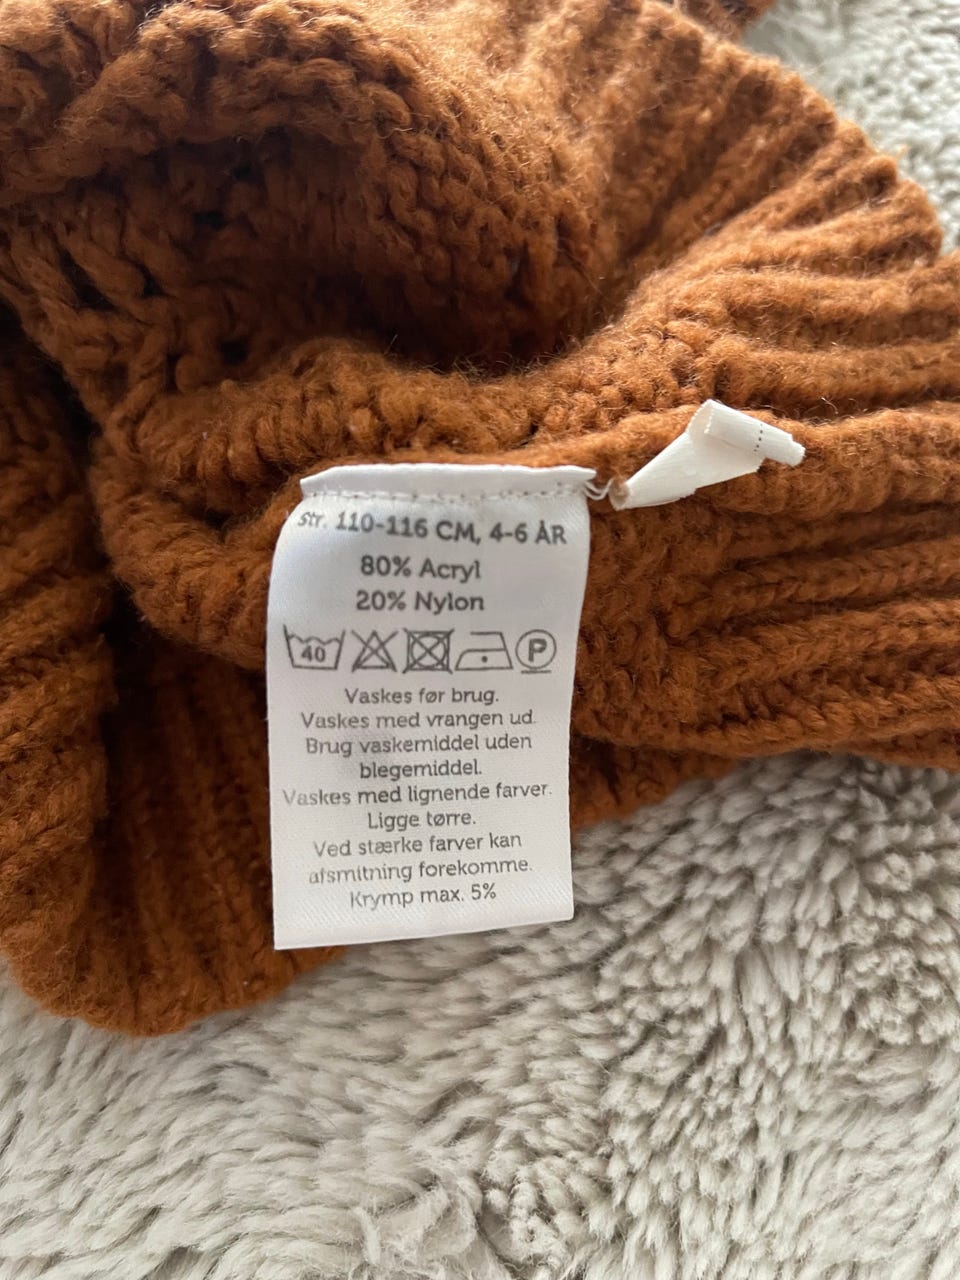 str. 110-116 CM, 4-6 ÅR
80% Acryl
20% Nylon
40 P
Vaskes før brug.
Vaskes med vrangen ud.
Brug vaskemiddel uden
blegemiddel.
Vaskes med lignende farver.
Ligge tørre.
Ved stærke farver kan
afsmitning forekomme.
Krymp max. 5%